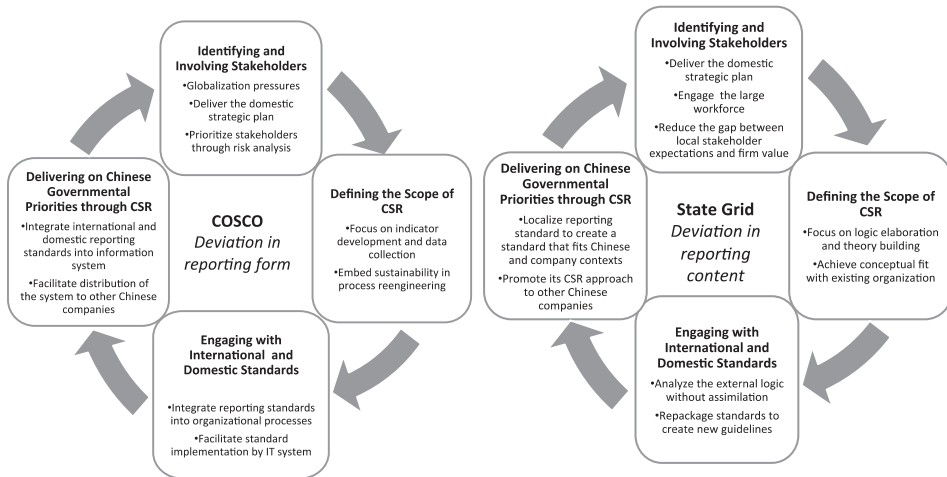 Identifying and
Involving Stakeholders
•Globalization pressures
•Deliver the domestic
strategic plan
•Prioritize stakeholders
through risk analysis
Delivering on Chinese
Governmental
Priorities through CSR
•Integrate international and
domestic reporting
standards into information
system
•Facilitate distribution of
the system to other Chinese
companies
COSCO
Deviation in
reporting form
Defining the Scope of
CSR
•Focus on indicator
development and data
collection
•Embed sustainability in
process reengineering
Engaging with
International and
Domestic Standards
•Integrate reporting standards
into organizational processes
•Facilitate standard
implementation by IT system
Identifying and
Involving Stakeholders
•Deliver the domestic
strategic plan
•Engage the large
workforce
•Reduce the gap between
local stakeholder
expectations and firm value
Delivering on Chinese
Governmental
Priorities through CSR
•Localize reporting
standard to create a
standard that fits Chinese
and company contexts
•Promote its CSR approach
to other Chinese
companies
State Grid
Deviation in
reporting
content
Defining the Scope of
CSR
•Focus on logic elaboration
and theory building
•Achieve conceptual fit
with existing organization
Engaging with
International and
Domestic Standards
•Analyze the external logic
without assimilation
•Repackage standards to
create new guidelines